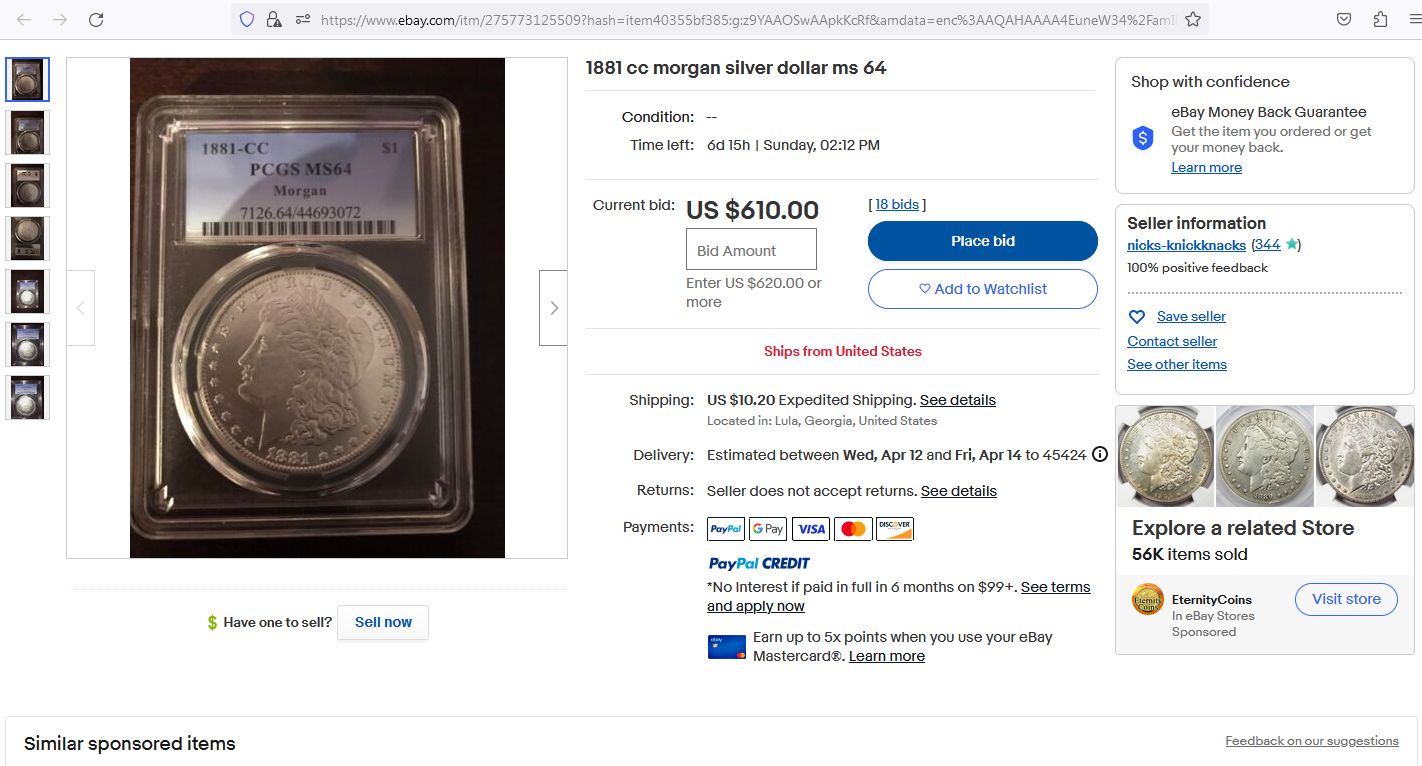 https://www.ebay.com/itm/275773125509?hash=item40355bf385:g:z9YAAOSwAApkKcRf&amdata=enc%3AAQAHAAAA4EuneW34%2Fam
1881-CC $1
PCGS MS64
Morgan
7126.64/44693072
E·PLURIBUS·UNUM
1881
Have one to sell? Sell now
1881 cc morgan silver dollar ms 64
Condition: --
Time left: 6d 15h | Sunday, 02:12 PM
Current bid: US $610.00 [ 18 bids ]
Bid Amount
Place bid
Enter US $620.00 or
more
Add to Watchlist
Ships from United States
Shipping: US $10.20 Expedited Shipping. See details
Located in: Lula, Georgia, United States
Delivery: Estimated between Wed, Apr 12 and Fri, Apr 14 to 45424
Returns: Seller does not accept returns. See details
Payments: PayPal G Pay VISA DISCOVER
PayPal CREDIT
*No Interest if paid in full in 6 months on $99+. See terms
and apply now
Earn up to 5x points when you use your eBay
Mastercard®. Learn more
Shop with confidence
eBay Money Back Guarantee
Get the item you ordered or get
your money back.
Learn more
Seller information
nicks-knickknacks (344)
100% positive feedback
Save seller
Contact seller
See other items
Explore a related Store
56K items sold
Eternity
Coins
EternityCoins
In eBay Stores
Sponsored
Visit store
Similar sponsored items
Feedback on our suggestions